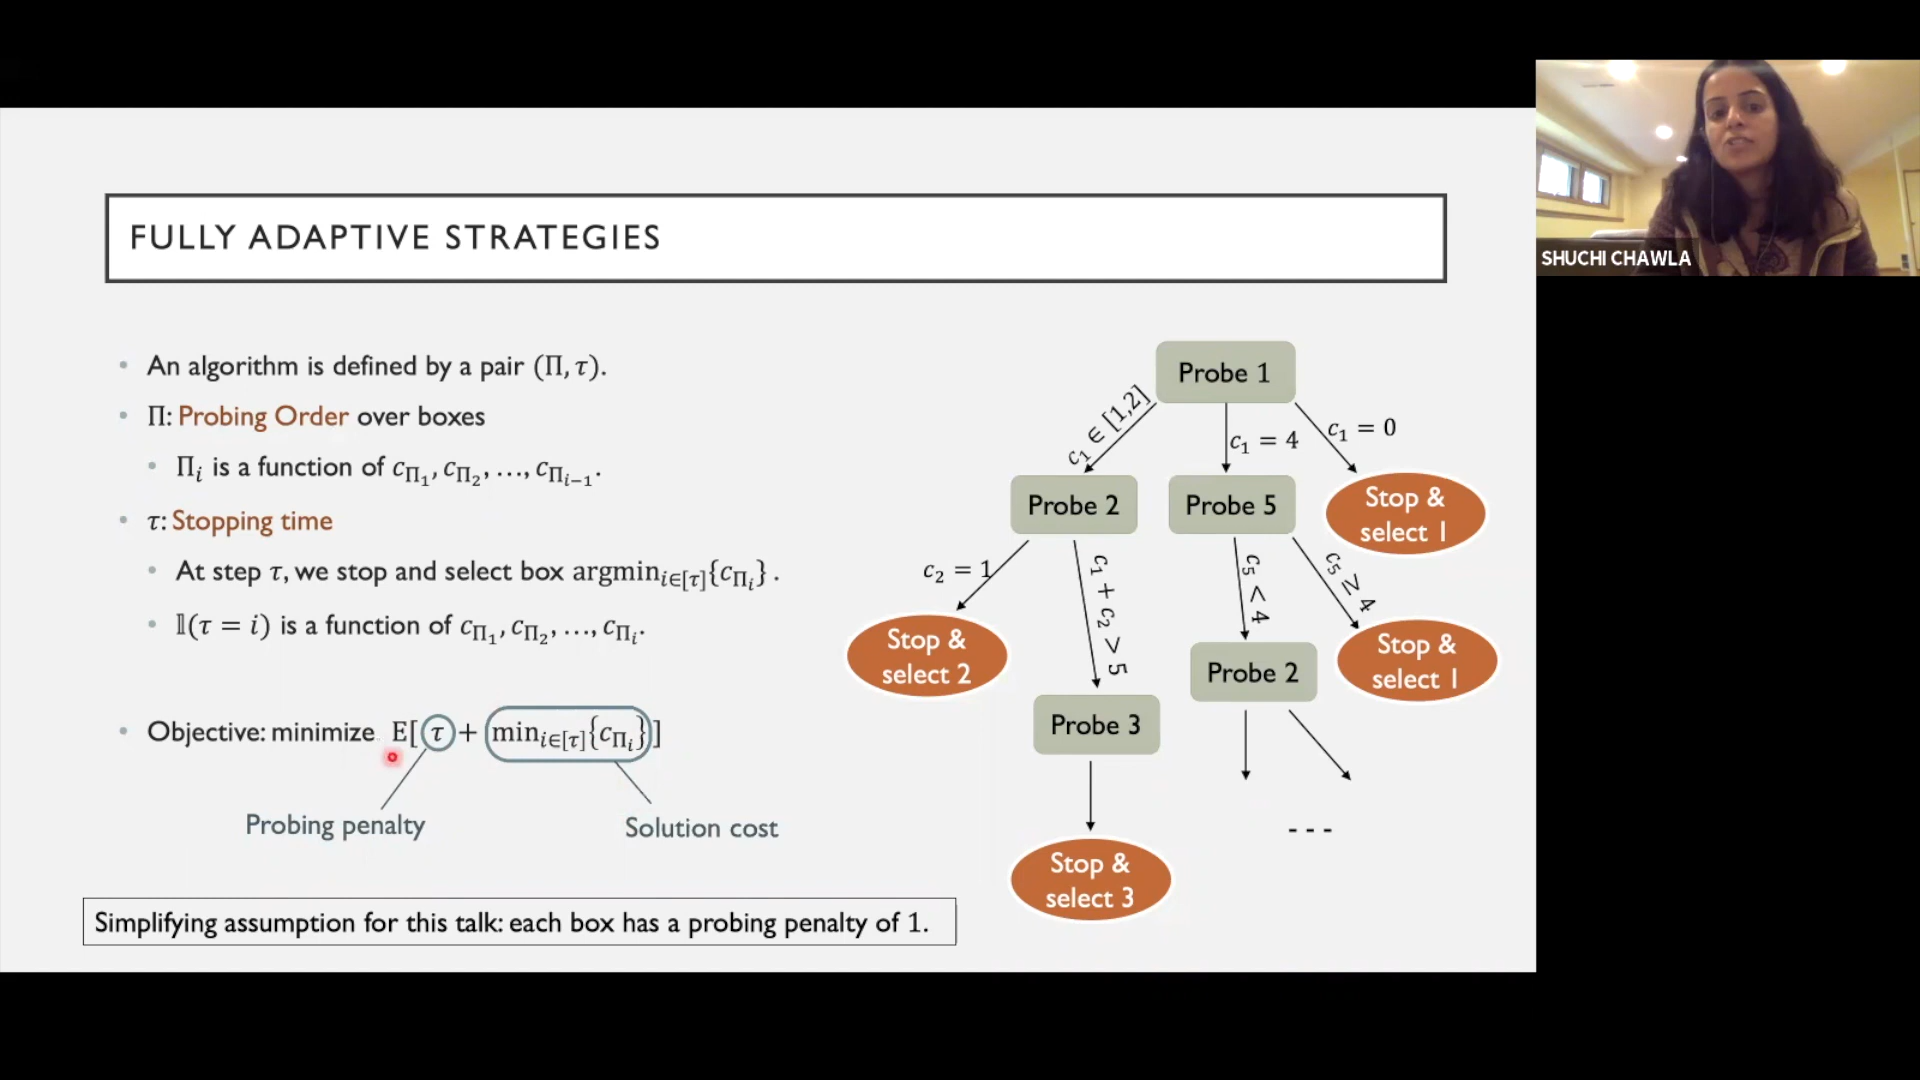 FULLY ADAPTIVE STRATEGIES
SHUCHI CHAWLA
• An algorithm is defined by a pair (Π, τ).
• Π: Probing Order over boxes
• Π_i is a function of c_{Π_1}, c_{Π_2}, …, c_{Π_{i−1}}.
• τ: Stopping time
• At step τ, we stop and select box argmin_{i∈[τ]}{c_{Π_i}} .
• 𝕀(τ = i) is a function of c_{Π_1}, c_{Π_2}, …, c_{Π_i}.
• Objective: minimize E[τ + min_{i∈[τ]}{c_{Π_i}}]
Probing penalty
Solution cost
Simplifying assumption for this talk: each box has a probing penalty of 1.
Probe 1
c_1 ∈ [1,2]
c_1 = 4
c_1 = 0
Probe 2
Probe 5
Stop &
select 1
c_2 = 1
c_1 + c_2 > 5
c_5 < 4
c_5 ≥ 4
Stop &
select 2
Probe 3
Probe 2
Stop &
select 1
Stop &
select 3
- - -